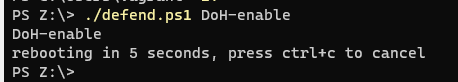 PS Z:\> ./defend.ps1 DoH-enable
DoH-enable
rebooting in 5 seconds, press ctrl+c to cancel
PS Z:\>